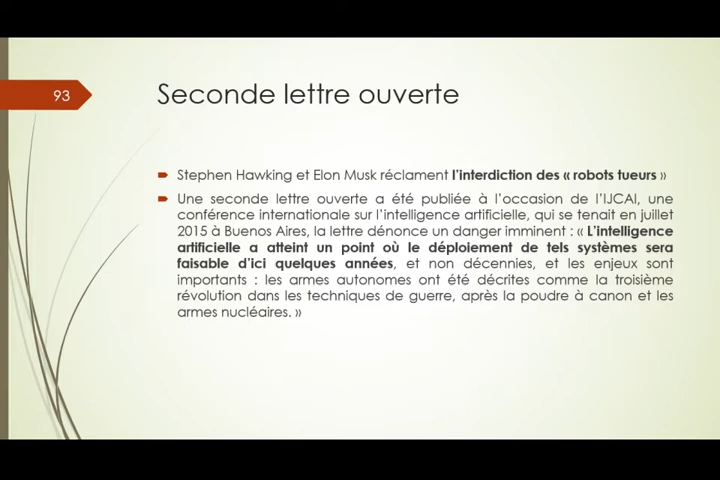 93
Seconde lettre ouverte
Stephen Hawking et Elon Musk réclament l'interdiction des « robots tueurs »
Une seconde lettre ouverte a été publiée à l'occasion de l'IJCAI, une
conférence internationale sur l'intelligence artificielle, qui se tenait en juillet
2015 à Buenos Aires, la lettre dénonce un danger imminent : « L'intelligence
artificielle a atteint un point où le déploiement de tels systèmes sera
faisable d'ici quelques années, et non décennies, et les enjeux sont
importants : les armes autonomes ont été décrites comme la troisième
révolution dans les techniques de guerre, après la poudre à canon et les
armes nucléaires. »